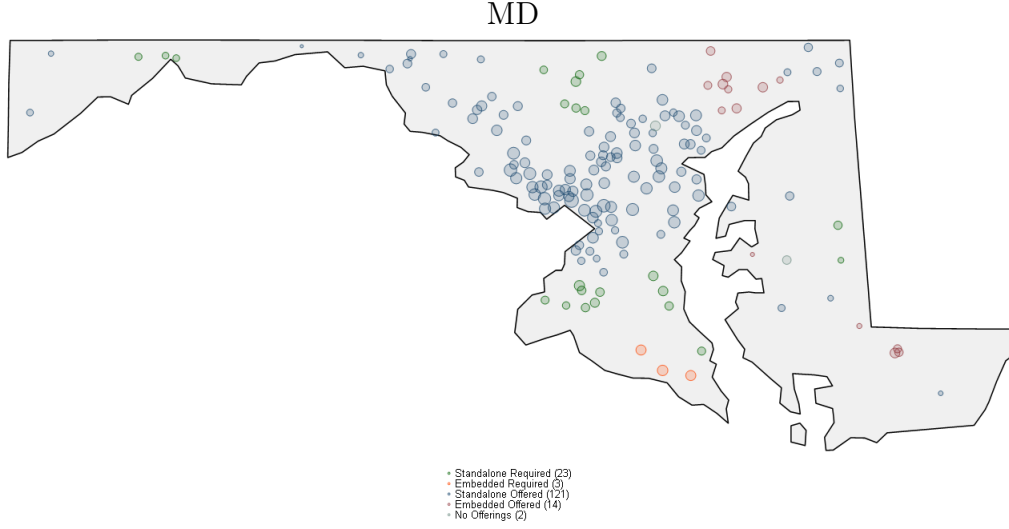 MD
Standalone Required (23)
Embedded Required (3)
Standalone Offered (121)
Embedded Offered (14)
No Offerings (2)